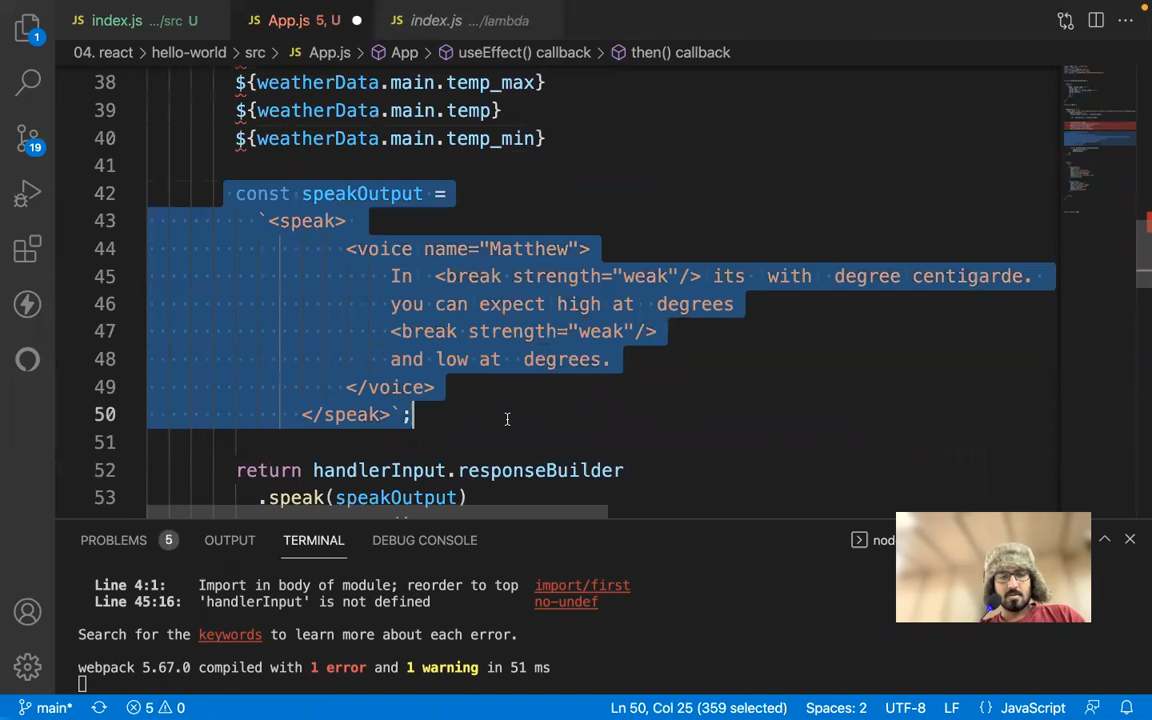 index.js .../src U
App.js 5, U
index.js .../lambda
04. react > hello-world > src > JS App.js > App > useEffect() callback > then() callback
38 ${weatherData.main.temp_max}
39 ${weatherData.main.temp}
40 ${weatherData.main.temp_min}
41
42 const speakOutput =
43 `<speak>
44 <voice name="Matthew">
45 In <break strength="weak"/> its with degree centigarde.
46 you can expect high at degrees
47 <break strength="weak"/>
48 and low at degrees.
49 </voice>
50 </speak>`;
51
52 return handlerInput.responseBuilder
53 .speak(speakOutput)
1
19
PROBLEMS 5 OUTPUT TERMINAL DEBUG CONSOLE
node
Line 4:1: Import in body of module; reorder to top import/first
Line 45:16: 'handlerInput' is not defined no-undef
Search for the keywords to learn more about each error.
webpack 5.67.0 compiled with 1 error and 1 warning in 51 ms
main* 5 0 Ln 50, Col 25 (359 selected) Spaces: 2 UTF-8 LF {} JavaScript